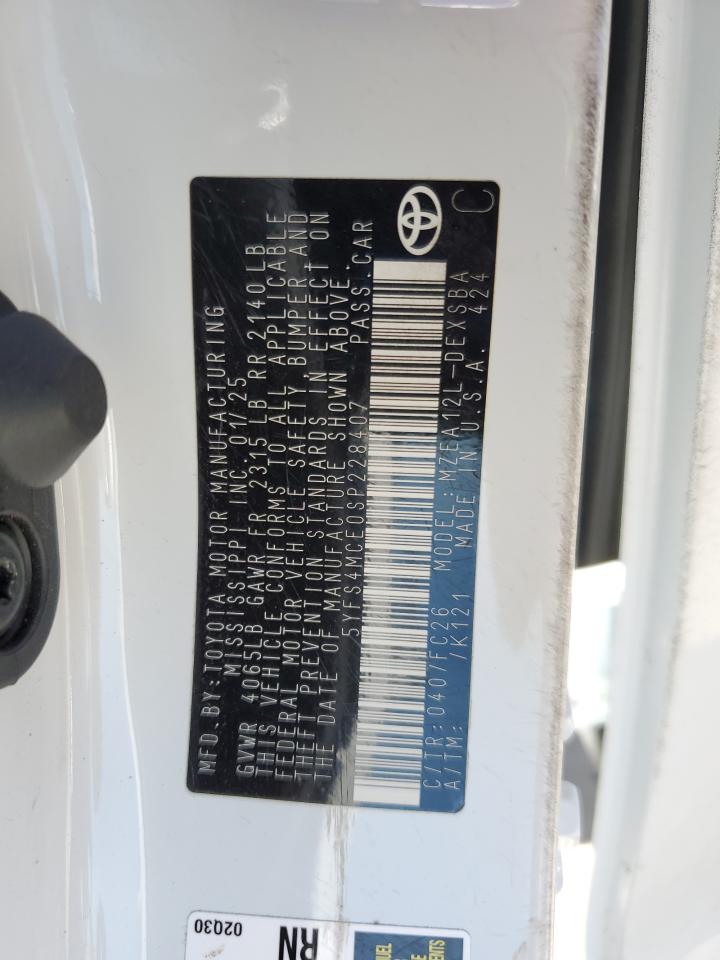 MFD. BY: TOYOTA MOTOR MANUFACTURING
MISSISSIPPI INC. 01/25
GVWR 4065LB GAWR FR 2315 LB RR 2140 LB
THIS VEHICLE CONFORMS TO ALL APPLICABLE
FEDERAL MOTOR VEHICLE SAFETY, BUMPER AND
THEFT PREVENTION STANDARDS IN EFFECT ON
THE DATE OF MANUFACTURE SHOWN ABOVE.
5YFS4MCE0SP228407 PASS. CAR
C/TR: 040/FC26 MODEL: MZEA12L-DEXSBA
A/TM: /K121 MADE IN U.S.A. 424
C
02Q30
RN